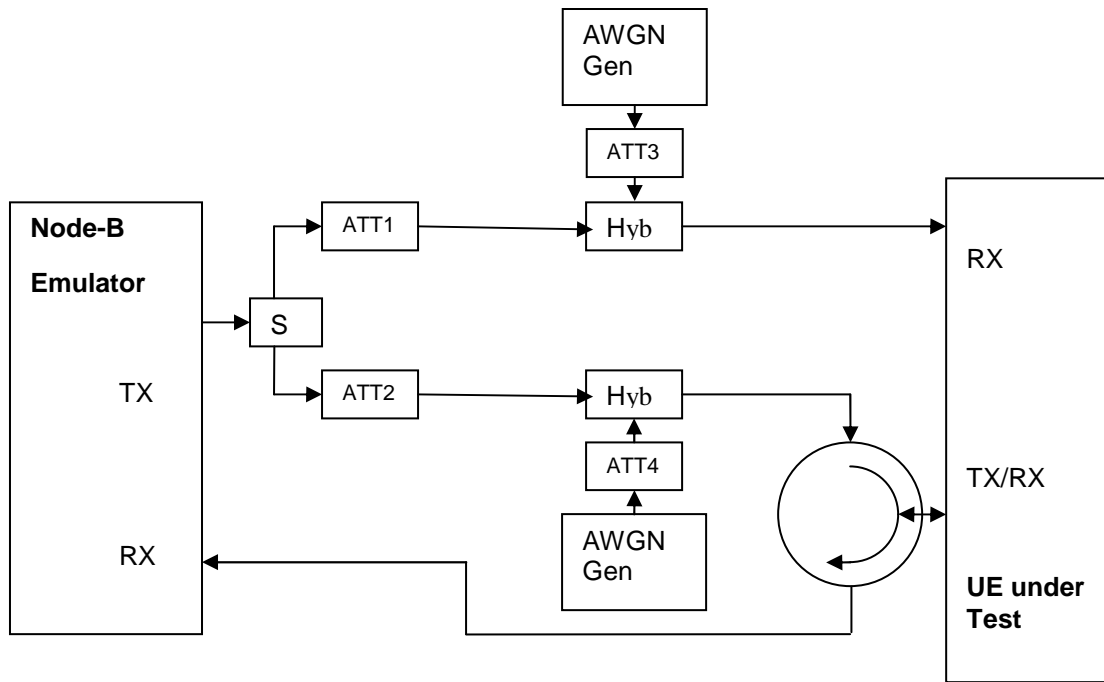 AWGN
Gen
ATT3
Node-B
Emulator
TX
RX
S
ATT1
Hyb
ATT2
Hyb
ATT4
AWGN
Gen
RX
TX/RX
UE under
Test